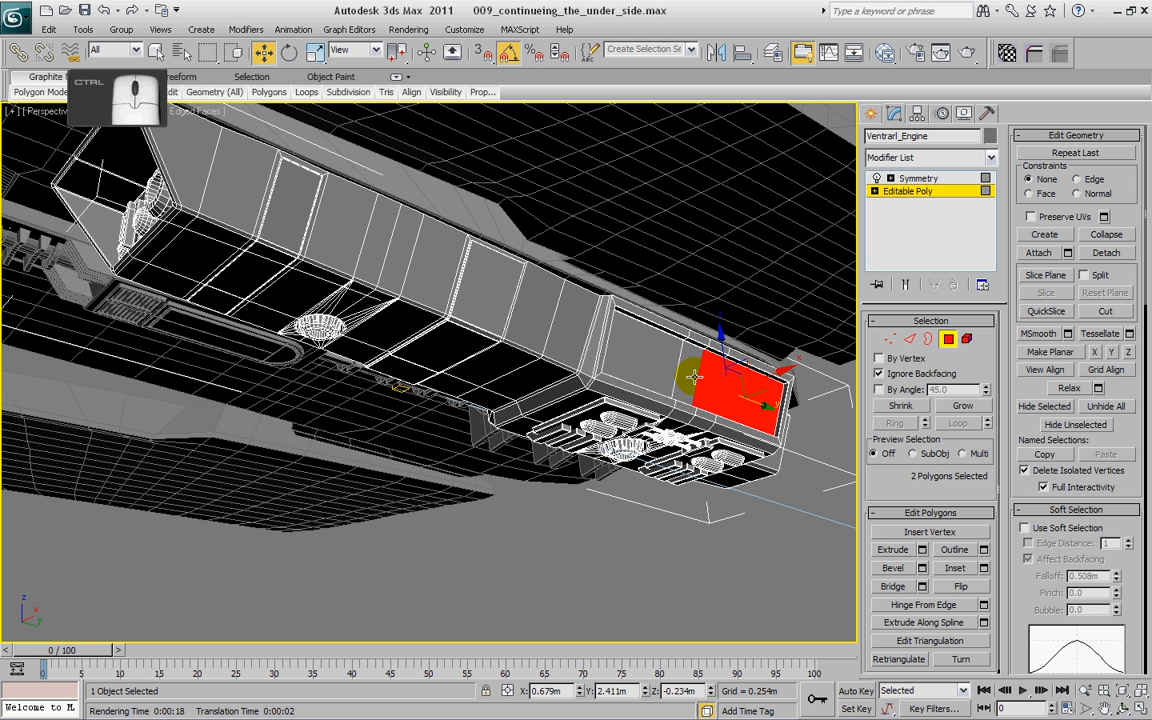 Autodesk 3ds Max 2011    009_continueing_the_under_side.max
Type a keyword or phrase
Edit Tools Group Views Create Modifiers Animation Graph Editors Rendering Customize MAXScript Help
All View Create Selection Se
Graphite reeform Selection Object Paint
Polygon Mode dit Geometry (All) Polygons Loops Subdivision Tris Align Visibility Prop...
CTRL
[ + ] [ Perspectiv Edged Faces ]
Ventrarl_Engine
Modifier List
Symmetry
Editable Poly
Selection
By Vertex
Ignore Backfacing
By Angle: 45.0
Shrink Grow
Ring Loop
Preview Selection
Off SubObj Multi
2 Polygons Selected
Edit Polygons
Insert Vertex
Extrude Outline
Bevel Inset
Bridge Flip
Hinge From Edge
Extrude Along Spline
Edit Triangulation
Retriangulate Turn
Edit Geometry
Repeat Last
Constraints
None Edge
Face Normal
Preserve UVs
Create Collapse
Attach Detach
Slice Plane Split
Slice Reset Plane
QuickSlice Cut
MSmooth Tessellate
Make Planar X Y Z
View Align Grid Align
Relax
Hide Selected Unhide All
Hide Unselected
Named Selections:
Copy Paste
Delete Isolated Vertices
Full Interactivity
Soft Selection
Use Soft Selection
Edge Distance: 1
Affect Backfacing
Falloff: 0.508m
Pinch: 0.0
Bubble: 0.0
z
x
y
x
0 / 100
0 5 10 15 20 25 30 35 40 45 50 55 60 65 70 75 80 85 90 95 100
1 Object Selected X: 0.679m Y: 2.411m Z: -0.234m Grid = 0.254m Auto Key Selected
Welcome to M Rendering Time 0:00:18 Translation Time 0:00:02 Add Time Tag Set Key Key Filters... 0